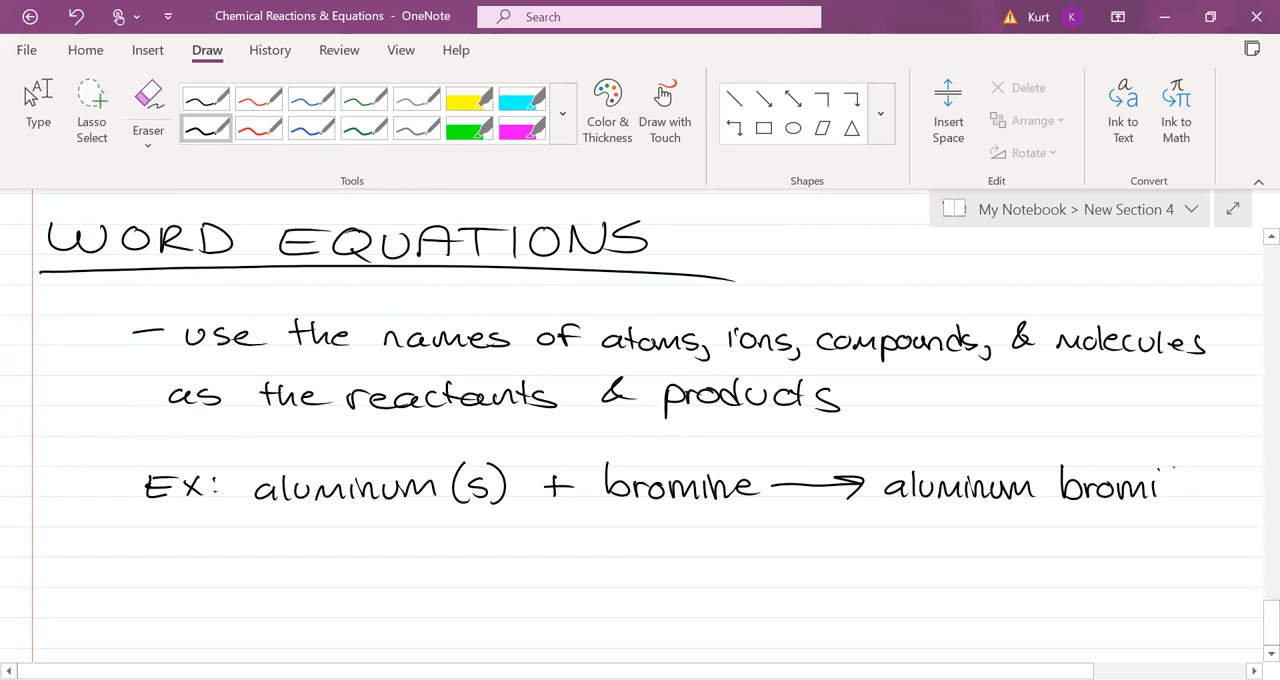 Chemical Reactions & Equations - OneNote
Search
Kurt
K
File Home Insert Draw History Review View Help
Type
Lasso Select
Eraser
Color & Thickness
Draw with Touch
Insert Space
Delete
Arrange
Rotate
Ink to Text
Ink to Math
Tools
Shapes
Edit
Convert
My Notebook > New Section 4
WORD EQUATIONS
- use the names of atoms, ions, compounds, & molecules
as the reactants & products
Ex: aluminum (s) + bromine → aluminum bromi